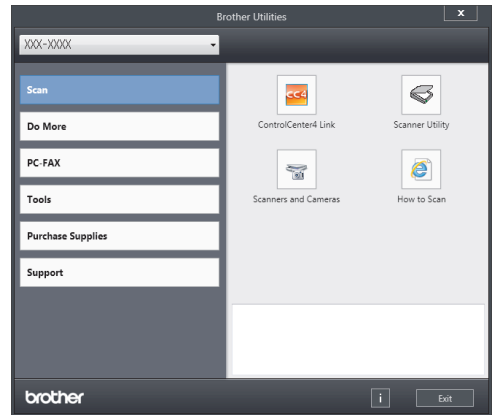 Brother Utilities
x
XXX-XXXX
Scan
Do More
PC-FAX
Tools
Purchase Supplies
Support
CC4
ControlCenter4 Link
Scanner Utility
Scanners and Cameras
How to Scan
brother
i
Exit